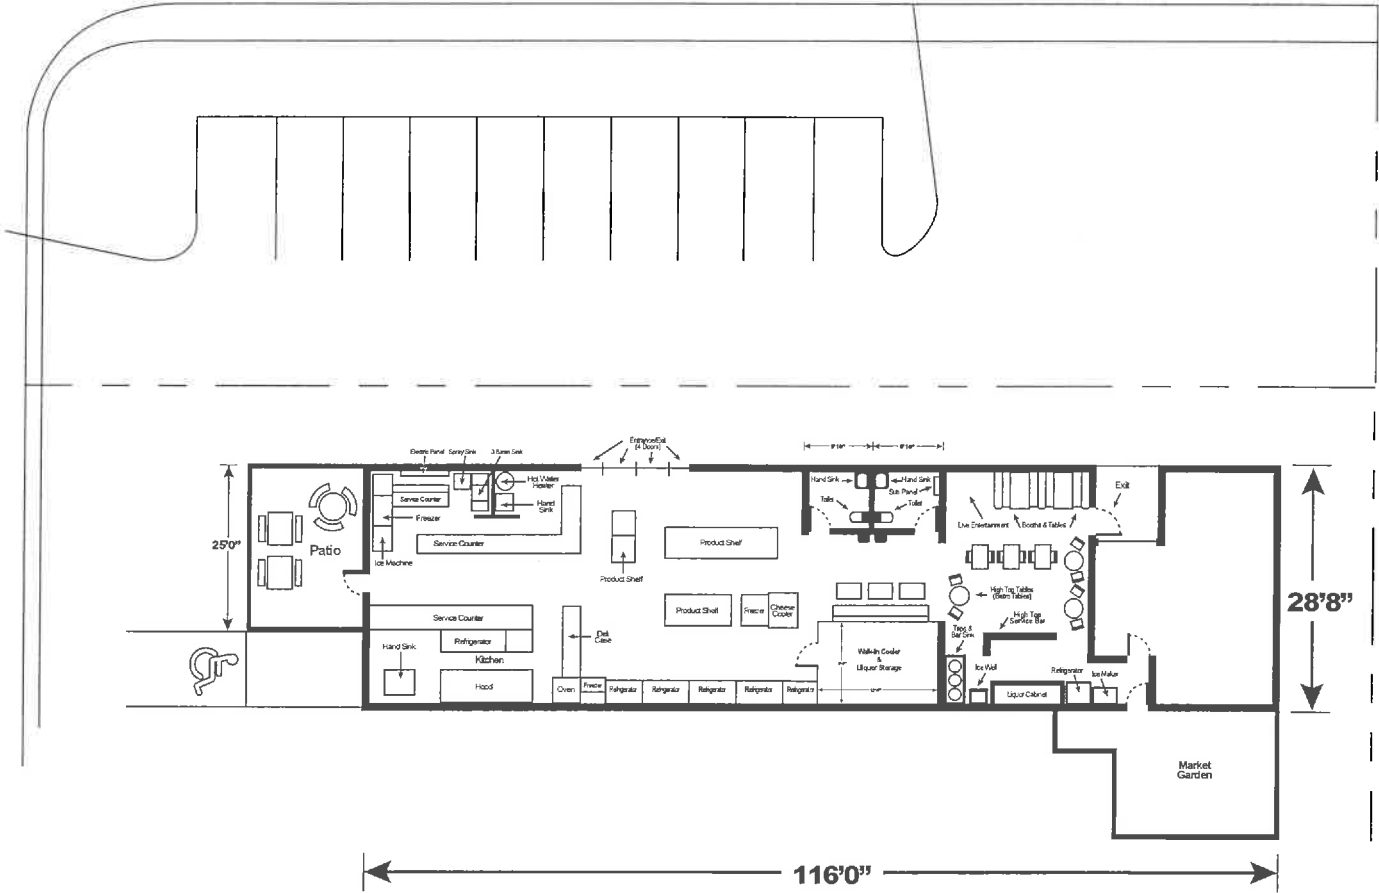 Entrance/Exit
(4 Doors)
Electric Panel
Spray Sink
3 Basin Sink
Hot Water
Heater
Hand
Sink
Service Counter
Freezer
Service Counter
Ice Machine
25'0"
Patio
Product Shelf
Product Shelf
Hand Sink
Toilet
Hand Sink
Sub Panel
Toilet
Live Entertainment
Booths & Tables
Exit
High Top Tables
(Bistro Tables)
High Top
Service Bar
28'8"
Service Counter
Product Shelf
Freezer
Cheese
Cooler
Deli
Case
Refrigerator
Kitchen
Hand Sink
Hood
Walk-In Cooler
&
Liquor Storage
Taps &
Bar Sink
Ice Well
Refrigerator
Ice Maker
Liquor Cabinet
Oven
Freezer
Refrigerator
Refrigerator
Refrigerator
Refrigerator
Refrigerator
Market
Garden
116'0"